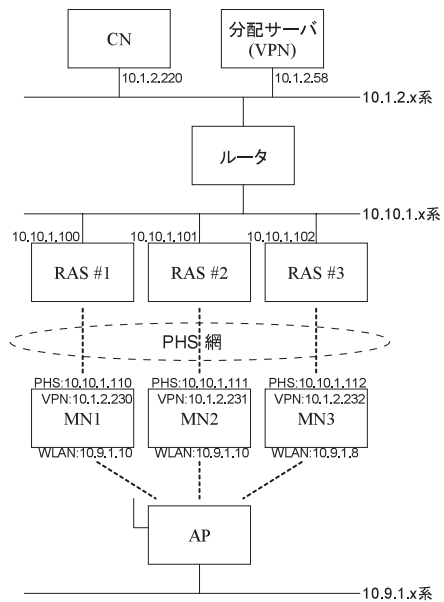 CN
分配サーバ
(VPN)
10.1.2.220
10.1.2.58
10.1.2.x系
ルータ
10.10.1.x系
10.10.1.100
10.10.1.101
10.10.1.102
RAS #1
RAS #2
RAS #3
PHS 網
PHS:10.10.1.110
PHS:10.10.1.111
PHS:10.10.1.112
VPN:10.1.2.230
VPN:10.1.2.231
VPN:10.1.2.232
MN1
MN2
MN3
WLAN:10.9.1.10
WLAN:10.9.1.10
WLAN:10.9.1.8
AP
10.9.1.x系